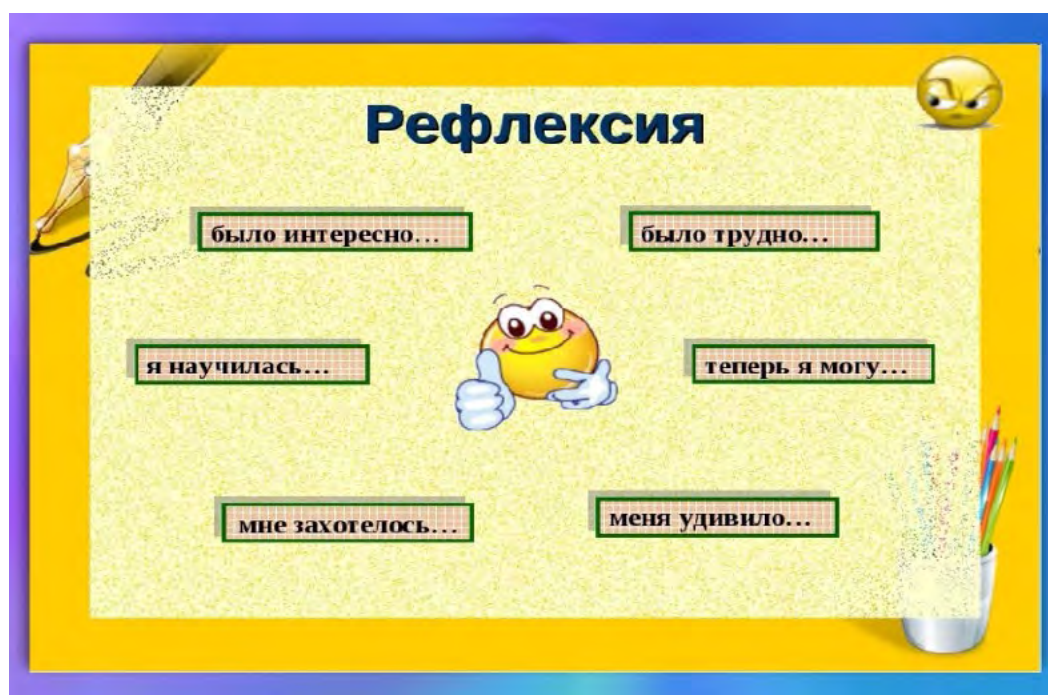 Рефлексия
было интересно...
было трудно...
я научилась...
теперь я могу...
мне захотелось...
меня удивило...